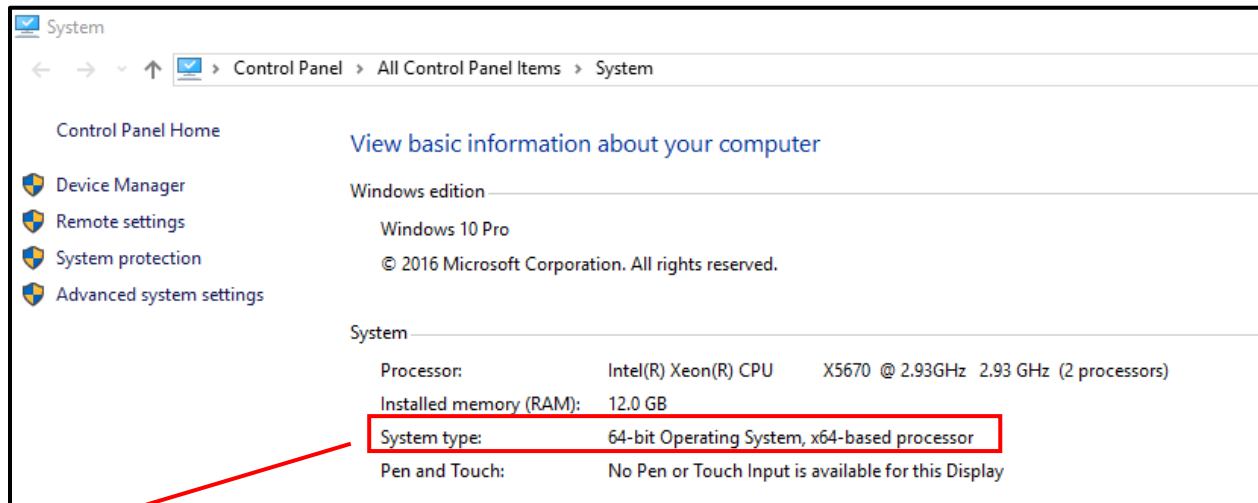 System
Control Panel > All Control Panel Items > System
Control Panel Home
Device Manager
Remote settings
System protection
Advanced system settings
View basic information about your computer
Windows edition
Windows 10 Pro
© 2016 Microsoft Corporation. All rights reserved.
System
Processor: Intel(R) Xeon(R) CPU X5670 @ 2.93GHz 2.93 GHz (2 processors)
Installed memory (RAM): 12.0 GB
System type: 64-bit Operating System, x64-based processor
Pen and Touch: No Pen or Touch Input is available for this Display